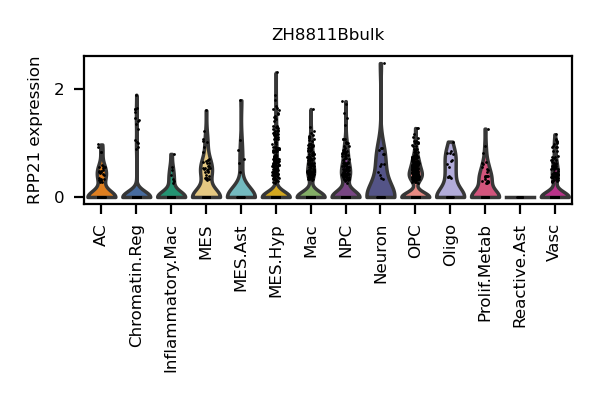 ZH8811Bbulk
RPP21 expression
2
0
AC
Chromatin.Reg
Inflammatory.Mac
MES
MES.Ast
MES.Hyp
Mac
NPC
Neuron
OPC
Oligo
Prolif.Metab
Reactive.Ast
Vasc